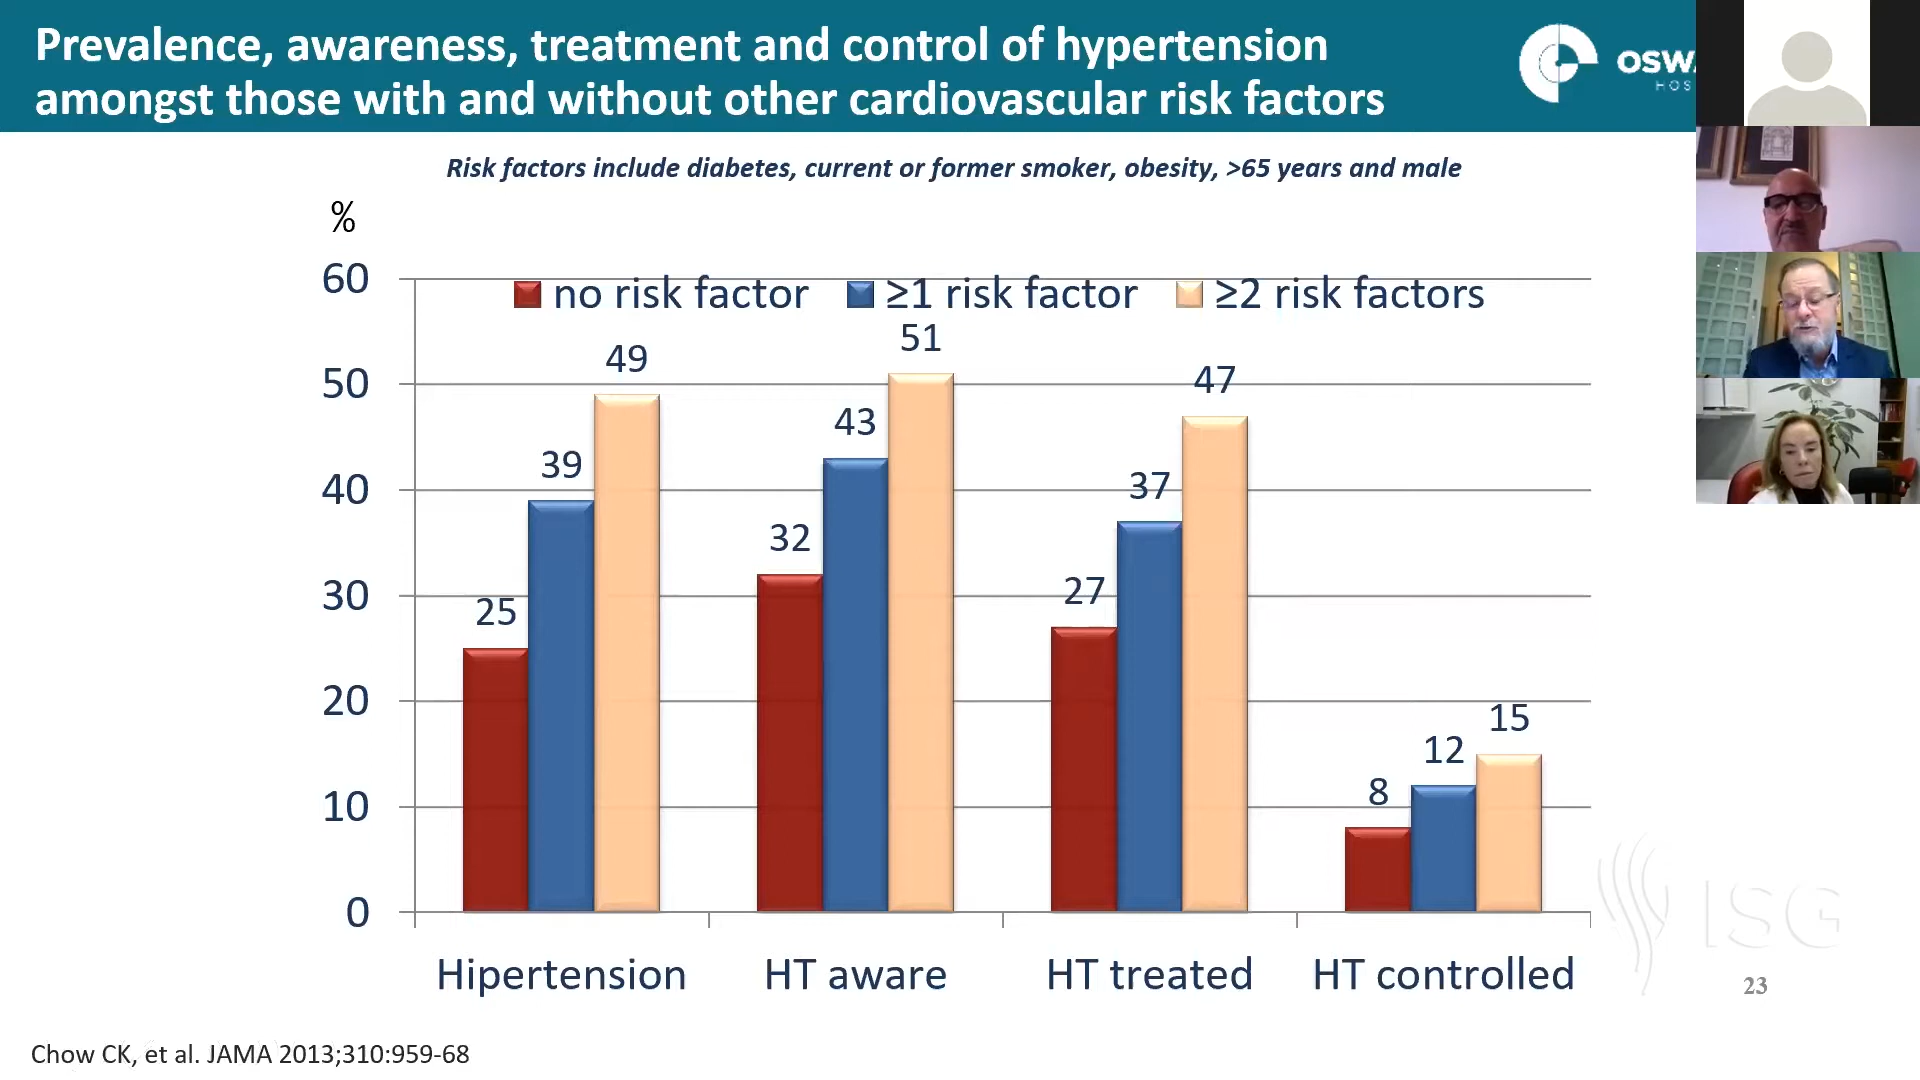 Prevalence, awareness, treatment and control of hypertension
amongst those with and without other cardiovascular risk factors
OSW
HOS
Risk factors include diabetes, current or former smoker, obesity, >65 years and male
%
no risk factor ≥1 risk factor ≥2 risk factors
60
50
40
30
20
10
0
25 39 49
32 43 51
27 37 47
8 12 15
Hipertension HT aware HT treated HT controlled
ISG
23
Chow CK, et al. JAMA 2013;310:959-68